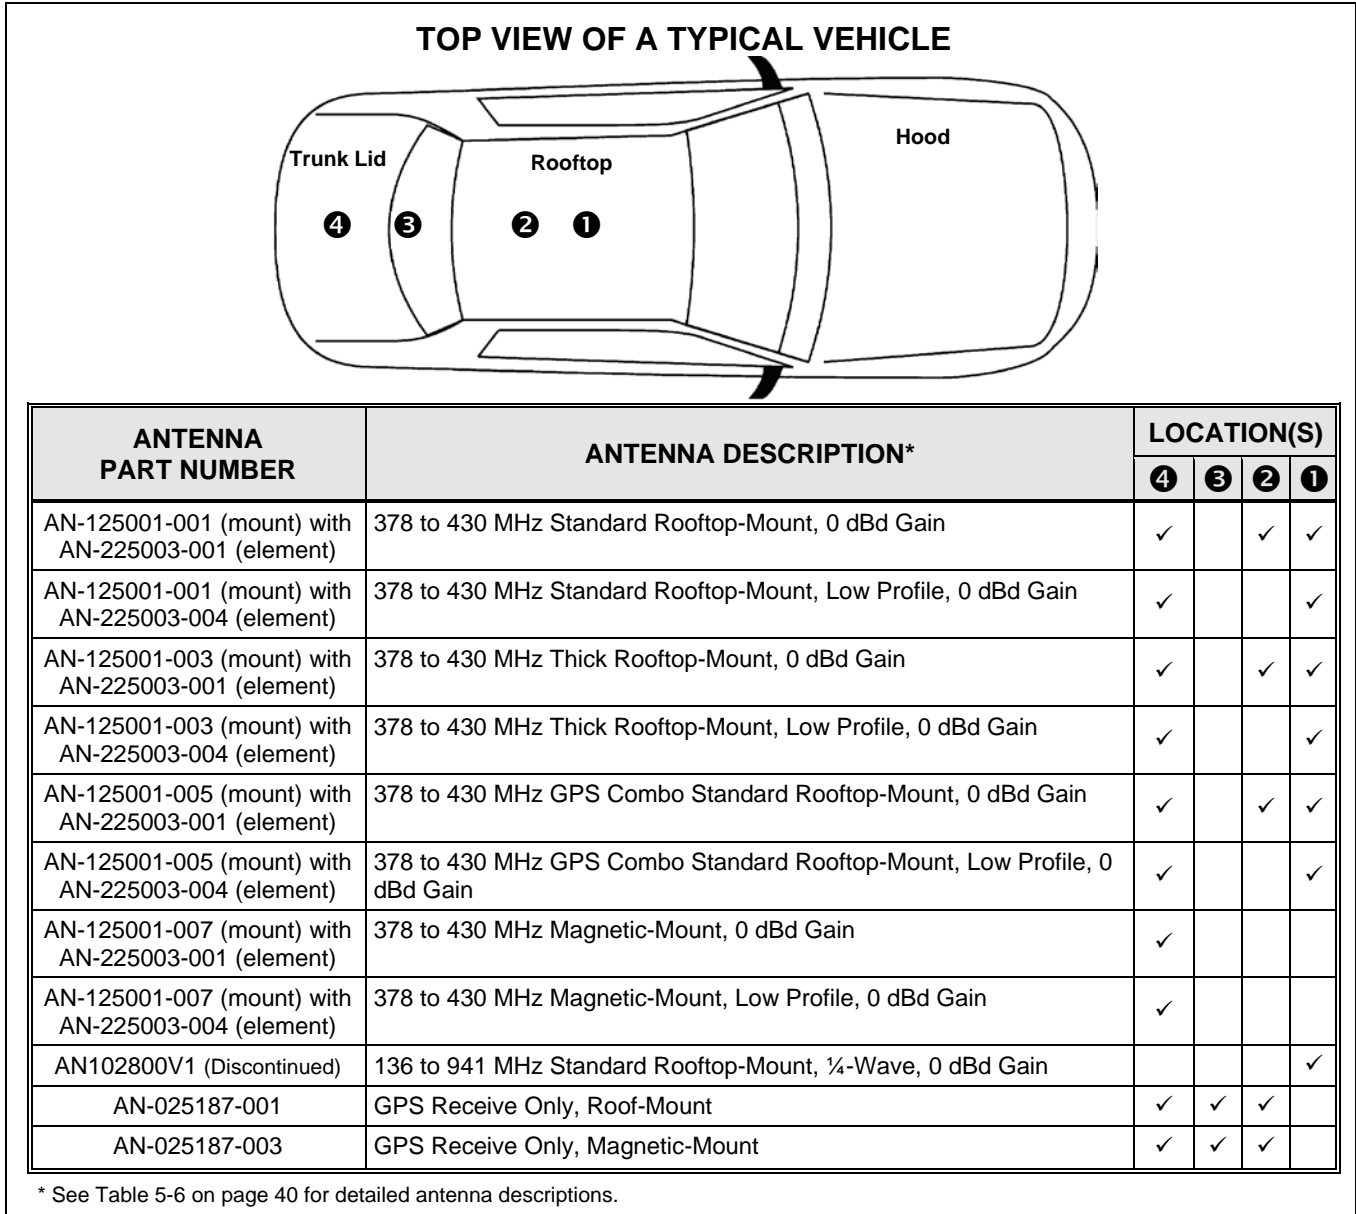 TOP VIEW OF A TYPICAL VEHICLE
Trunk Lid
Rooftop
Hood
❹ ❸ ❷ ❶
ANTENNA
PART NUMBER
ANTENNA DESCRIPTION*
LOCATION(S)
❹ ❸ ❷ ❶
AN-125001-001 (mount) with
AN-225003-001 (element)
378 to 430 MHz Standard Rooftop-Mount, 0 dBd Gain
✓ ✓ ✓
AN-125001-001 (mount) with
AN-225003-004 (element)
378 to 430 MHz Standard Rooftop-Mount, Low Profile, 0 dBd Gain
✓ ✓
AN-125001-003 (mount) with
AN-225003-001 (element)
378 to 430 MHz Thick Rooftop-Mount, 0 dBd Gain
✓ ✓ ✓
AN-125001-003 (mount) with
AN-225003-004 (element)
378 to 430 MHz Thick Rooftop-Mount, Low Profile, 0 dBd Gain
✓ ✓
AN-125001-005 (mount) with
AN-225003-001 (element)
378 to 430 MHz GPS Combo Standard Rooftop-Mount, 0 dBd Gain
✓ ✓ ✓
AN-125001-005 (mount) with
AN-225003-004 (element)
378 to 430 MHz GPS Combo Standard Rooftop-Mount, Low Profile, 0
dBd Gain
✓ ✓
AN-125001-007 (mount) with
AN-225003-001 (element)
378 to 430 MHz Magnetic-Mount, 0 dBd Gain
✓
AN-125001-007 (mount) with
AN-225003-004 (element)
378 to 430 MHz Magnetic-Mount, Low Profile, 0 dBd Gain
✓
AN102800V1 (Discontinued)
136 to 941 MHz Standard Rooftop-Mount, ¼-Wave, 0 dBd Gain
✓
AN-025187-001
GPS Receive Only, Roof-Mount
✓ ✓ ✓
AN-025187-003
GPS Receive Only, Magnetic-Mount
✓ ✓ ✓
* See Table 5-6 on page 40 for detailed antenna descriptions.